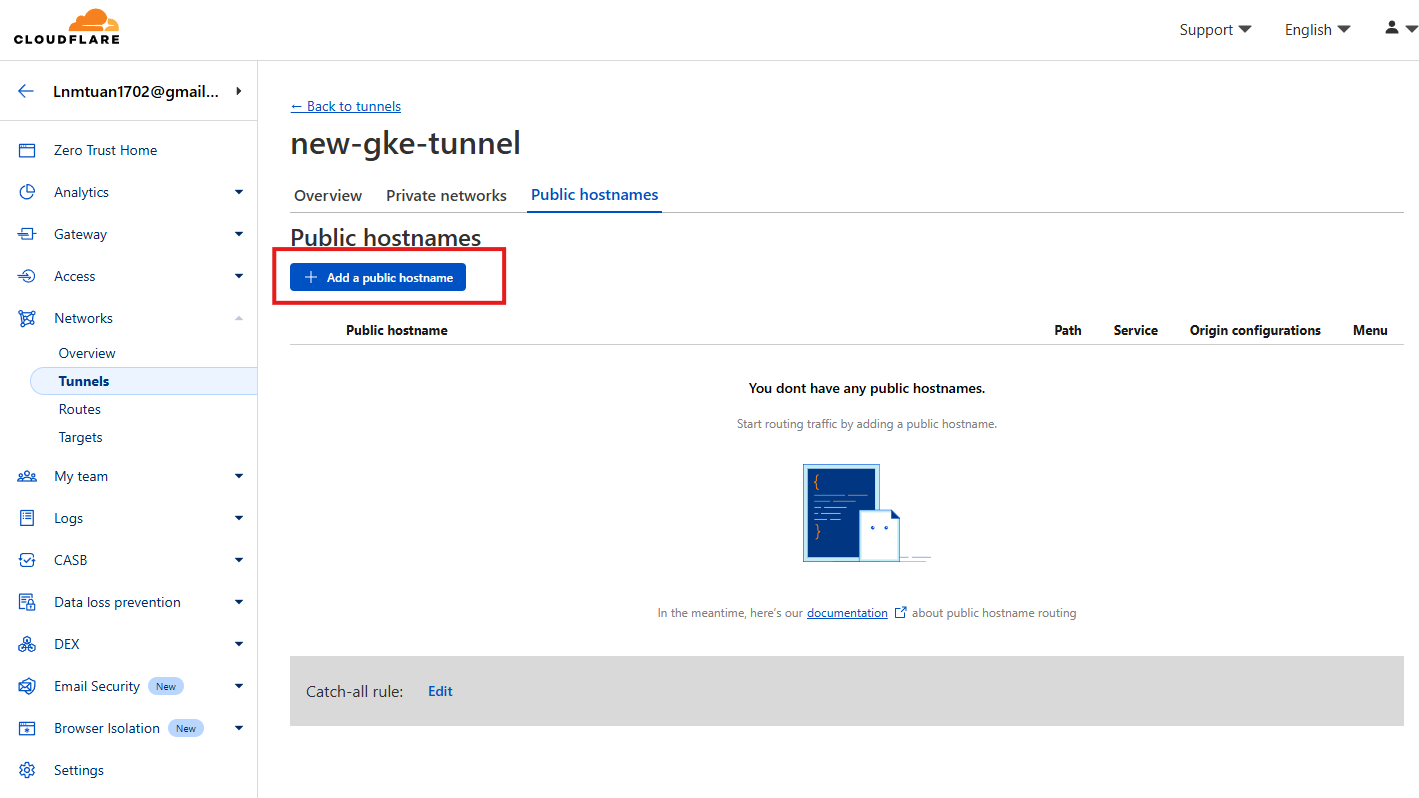 CLOUDFLARE
Support
English
Lnmtuan1702@gmail...
Zero Trust Home
Analytics
Gateway
Access
Networks
Overview
Tunnels
Routes
Targets
My team
Logs
CASB
Data loss prevention
DEX
Email Security New
Browser Isolation New
Settings
← Back to tunnels
new-gke-tunnel
Overview Private networks Public hostnames
Public hostnames
+ Add a public hostname
Public hostname Path Service Origin configurations Menu
You dont have any public hostnames.
Start routing traffic by adding a public hostname.
{
}
In the meantime, here's our documentation about public hostname routing
Catch-all rule: Edit